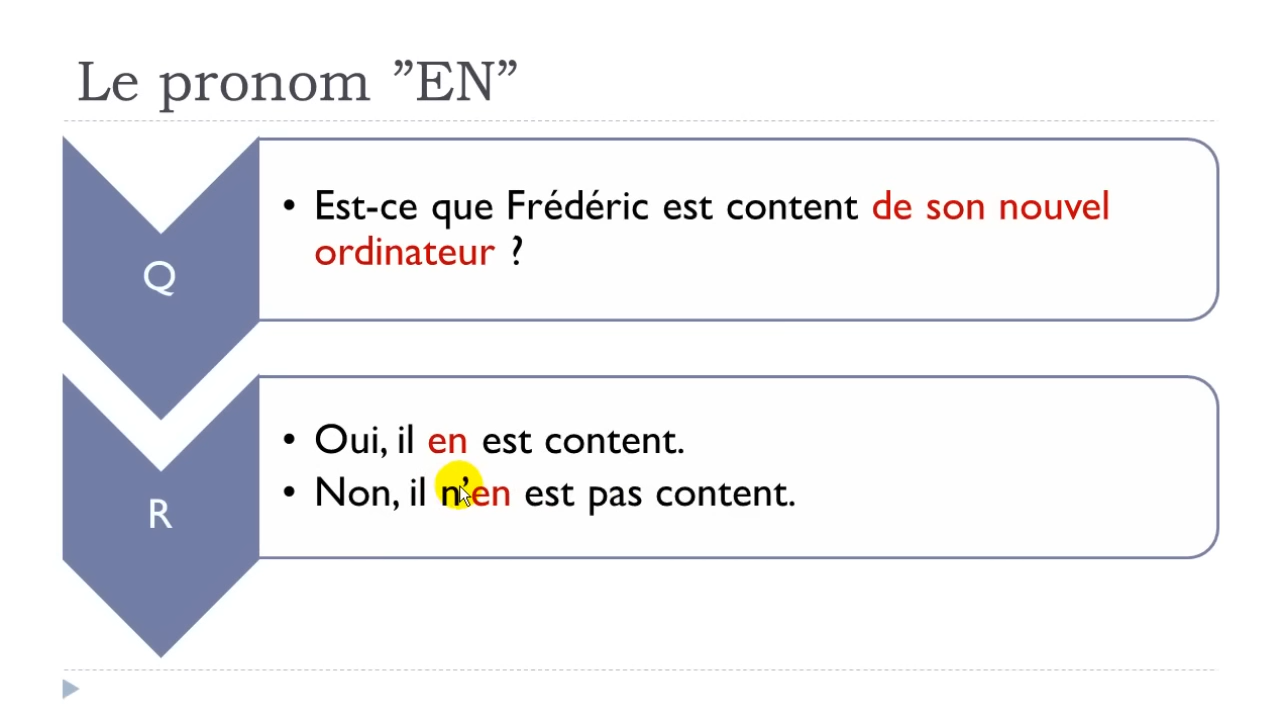 Le pronom ”EN”
Q
• Est-ce que Frédéric est content de son nouvel
ordinateur ?
R
• Oui, il en est content.
• Non, il n’en est pas content.